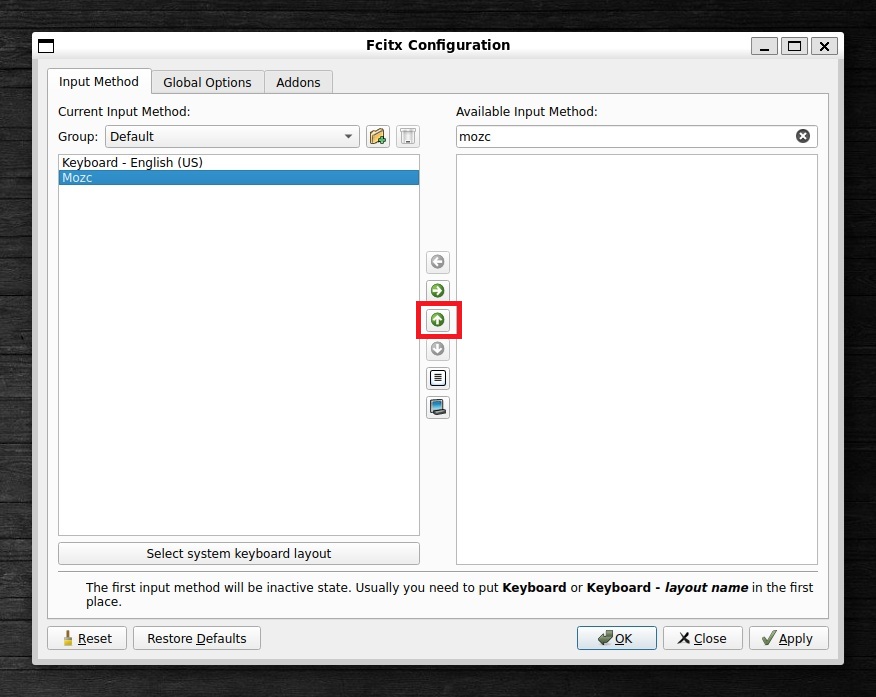 Fcitx Configuration
Input Method
Global Options
Addons
Current Input Method:
Available Input Method:
Group:
Default
mozc
Keyboard - English (US)
Mozc
Select system keyboard layout
The first input method will be inactive state. Usually you need to put Keyboard or Keyboard - layout name in the first
place.
Reset
Restore Defaults
OK
Close
Apply